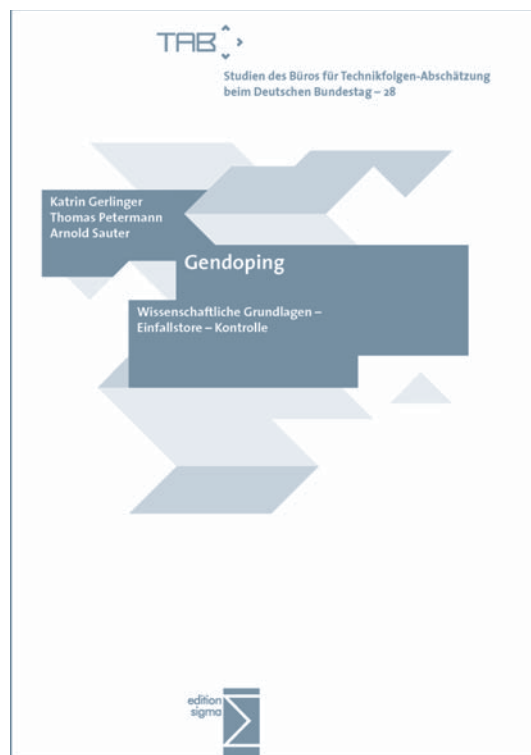 TAB
Studien des Büros für Technikfolgen-Abschätzung
beim Deutschen Bundestag – 28
Katrin Gerlinger
Thomas Petermann
Arnold Sauter
Gendoping
Wissenschaftliche Grundlagen –
Einfallstore – Kontrolle
edition
sigma